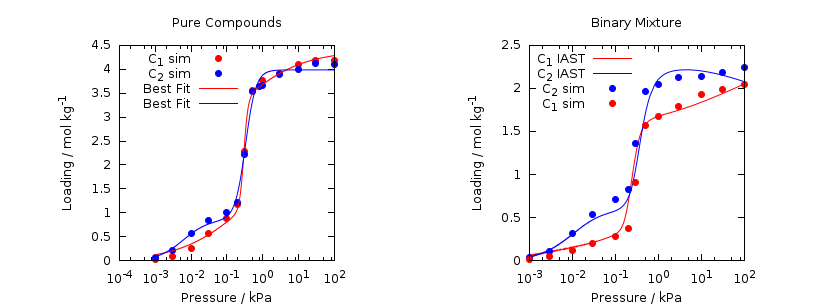 Pure Compounds
Loading / mol kg⁻¹
4.5
4
3.5
3
2.5
2
1.5
1
0.5
0
C₁ sim
C₂ sim
Best Fit
Best Fit
10⁻⁴ 10⁻³ 10⁻² 10⁻¹ 10⁰ 10¹ 10²
Pressure / kPa
Binary Mixture
Loading / mol kg⁻¹
2.5
2
1.5
1
0.5
0
C₁ IAST
C₂ IAST
C₂ sim
C₁ sim
10⁻³ 10⁻² 10⁻¹ 10⁰ 10¹ 10²
Pressure / kPa